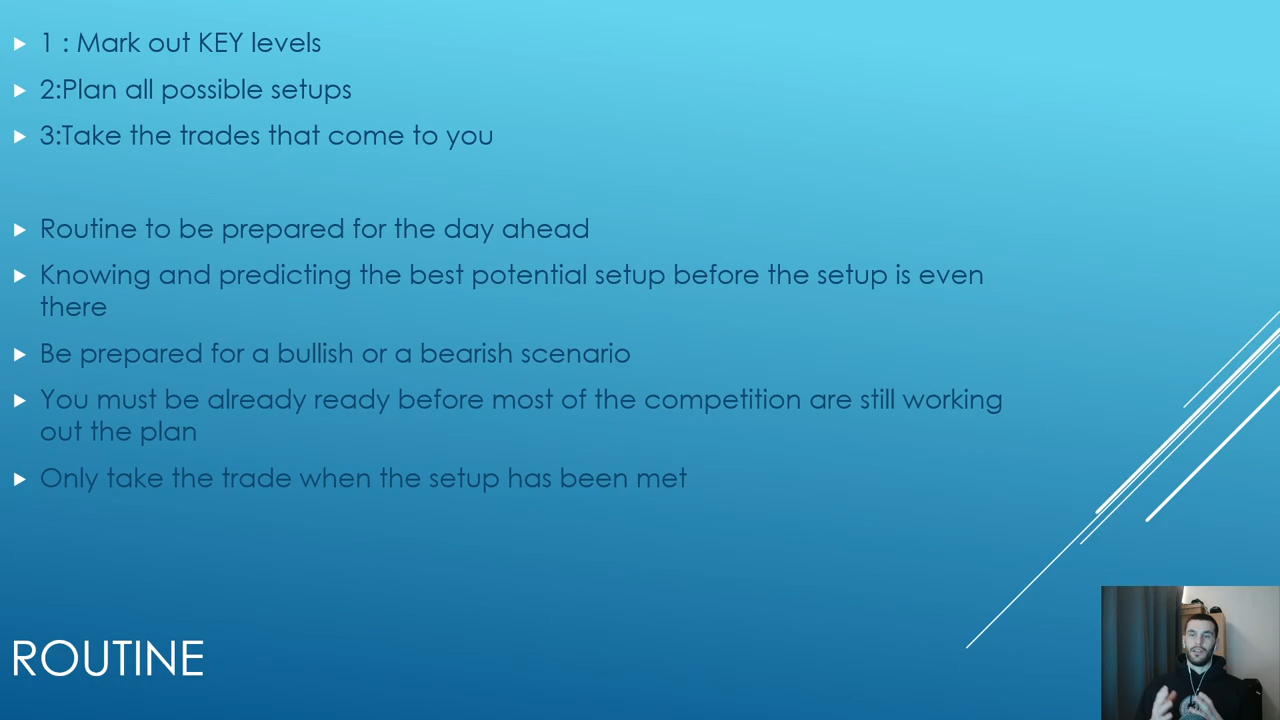 1 : Mark out KEY levels
2:Plan all possible setups
3:Take the trades that come to you
Routine to be prepared for the day ahead
Knowing and predicting the best potential setup before the setup is even
there
Be prepared for a bullish or a bearish scenario
You must be already ready before most of the competition are still working
out the plan
Only take the trade when the setup has been met
ROUTINE